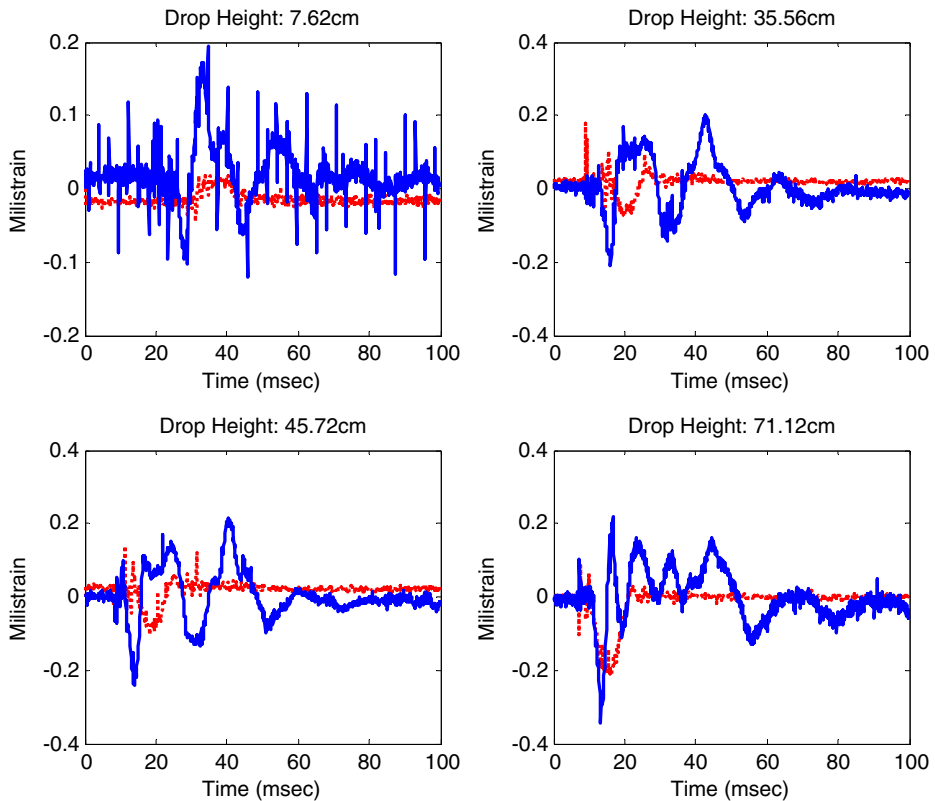 Drop Height: 7.62cm
0.2
0.1
0
-0.1
-0.2
Milistrain
0 20 40 60 80 100
Time (msec)
Drop Height: 35.56cm
0.4
0.2
0
-0.2
-0.4
Milistrain
0 20 40 60 80 100
Time (msec)
Drop Height: 45.72cm
0.4
0.2
0
-0.2
-0.4
Milistrain
0 20 40 60 80 100
Time (msec)
Drop Height: 71.12cm
0.4
0.2
0
-0.2
-0.4
Milistrain
0 20 40 60 80 100
Time (msec)